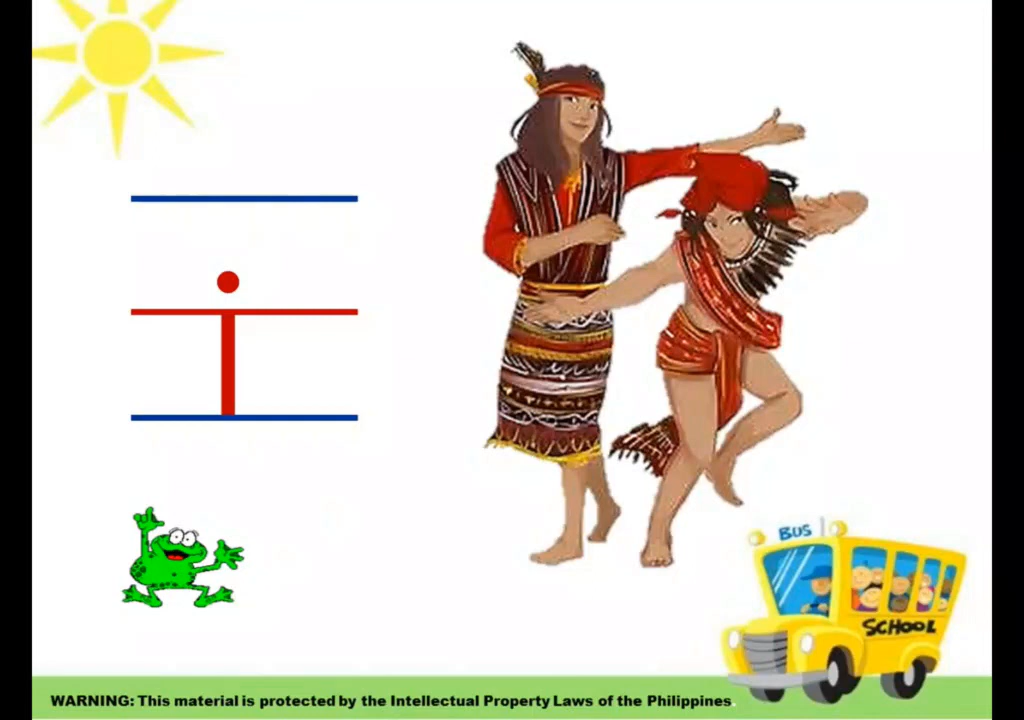 i
BUS
SCHOOL
WARNING: This material is protected by the Intellectual Property Laws of the Philippines.